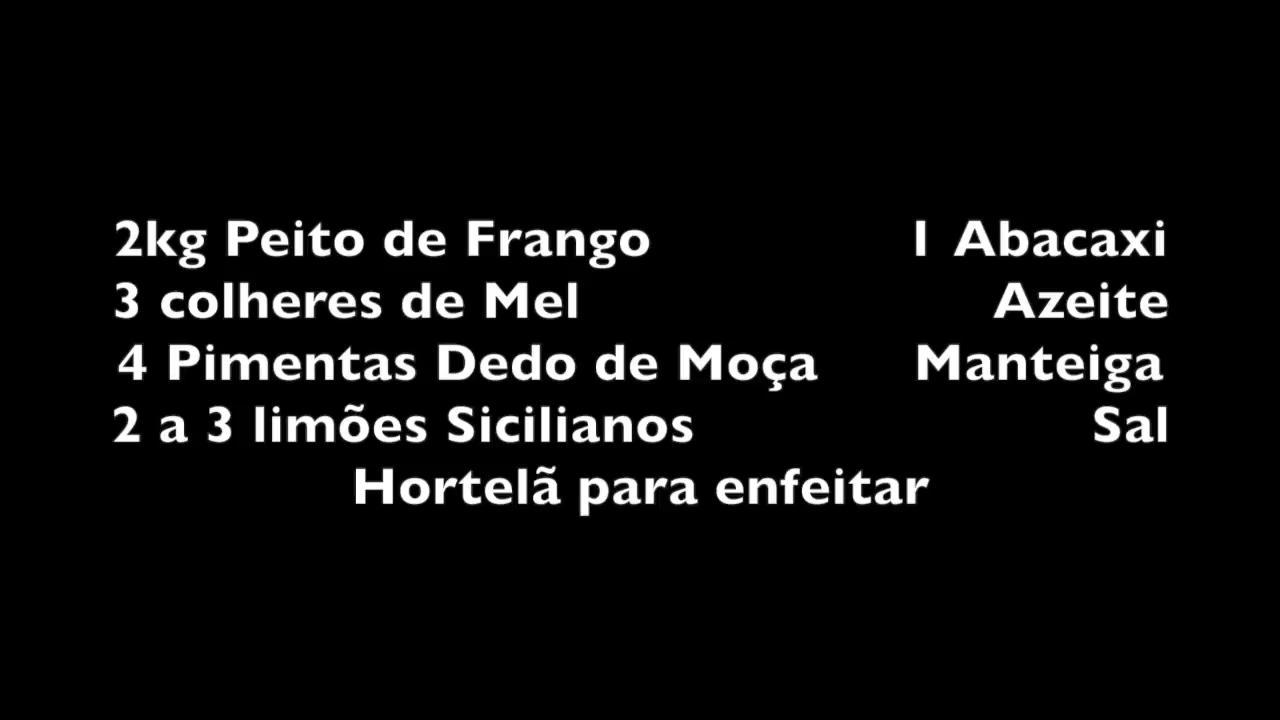 2kg Peito de Frango 1 Abacaxi
3 colheres de Mel Azeite
4 Pimentas Dedo de Moça Manteiga
2 a 3 limões Sicilianos Sal
Hortelã para enfeitar